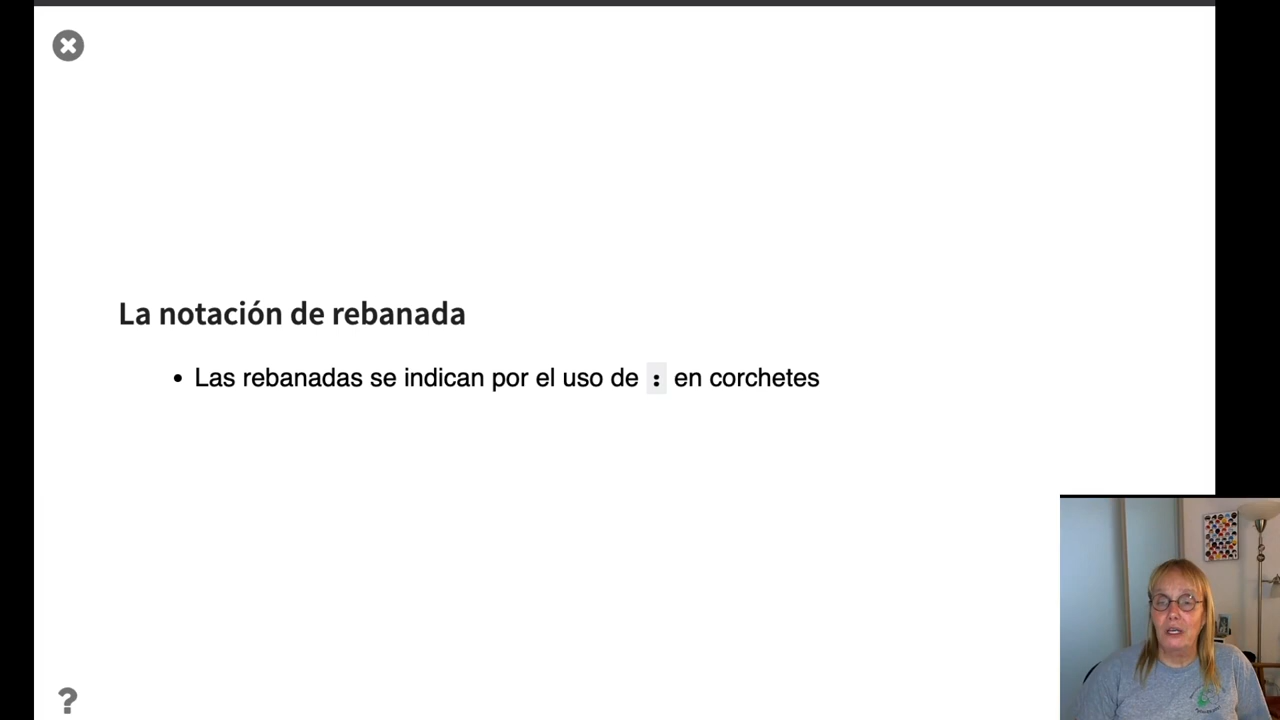 La notación de rebanada
Las rebanadas se indican por el uso de : en corchetes
?